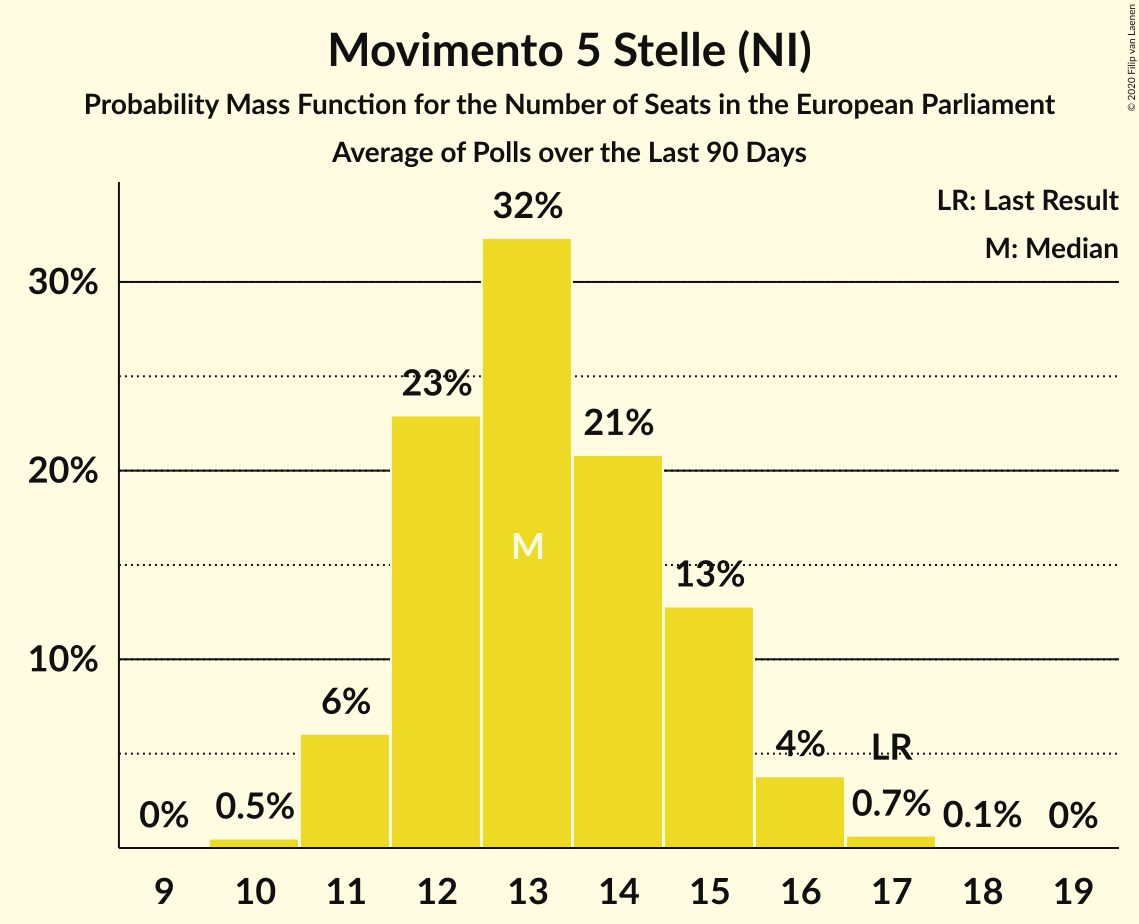 Movimento 5 Stelle (NI)
Probability Mass Function for the Number of Seats in the European Parliament
Average of Polls over the Last 90 Days
© 2020 Filip van Laenen
LR: Last Result
M: Median
30%
20%
10%
0%
0.5%
6%
23%
32%
M
21%
13%
4%
LR
0.7%
0.1%
0%
9 10 11 12 13 14 15 16 17 18 19